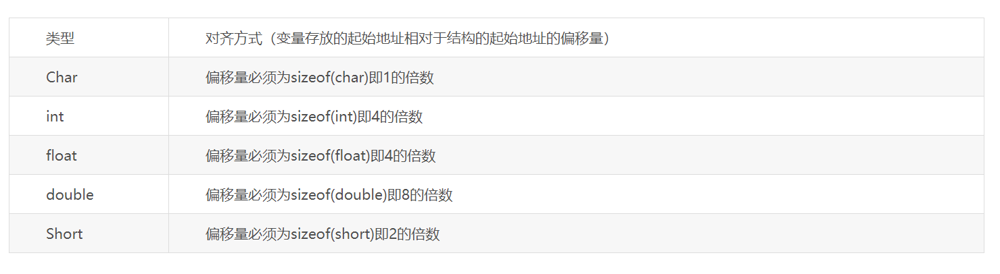 类型 对齐方式（变量存放的起始地址相对于结构的起始地址的偏移量）
Char 偏移量必须为sizeof(char)即1的倍数
int 偏移量必须为sizeof(int)即4的倍数
float 偏移量必须为sizeof(float)即4的倍数
double 偏移量必须为sizeof(double)即8的倍数
Short 偏移量必须为sizeof(short)即2的倍数